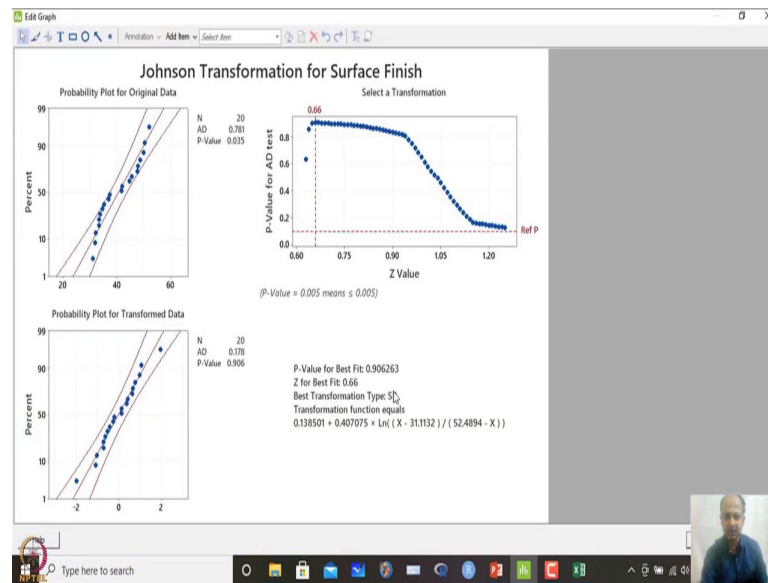 Edit Graph
Annotation Add Item Select Item
Johnson Transformation for Surface Finish
Probability Plot for Original Data
Percent
99
90
50
10
1
20 40 60
N 20
AD 0.781
P-Value 0.035
Select a Transformation
0.66
P-Value for AD test
0.8
0.6
0.4
0.2
0.0
Ref P
0.60 0.75 0.90 1.05 1.20
Z Value
(P-Value = 0.005 means ≤ 0.005)
Probability Plot for Transformed Data
Percent
99
90
50
10
1
-2 0 2
N 20
AD 0.178
P-Value 0.906
P-Value for Best Fit: 0.906263
Z for Best Fit: 0.66
Best Transformation Type:
Transformation function equals
0.138501 + 0.407075 × Ln( ( X - 31.1132 ) / ( 52.4894 - X ) )
NPTEL
Type here to search